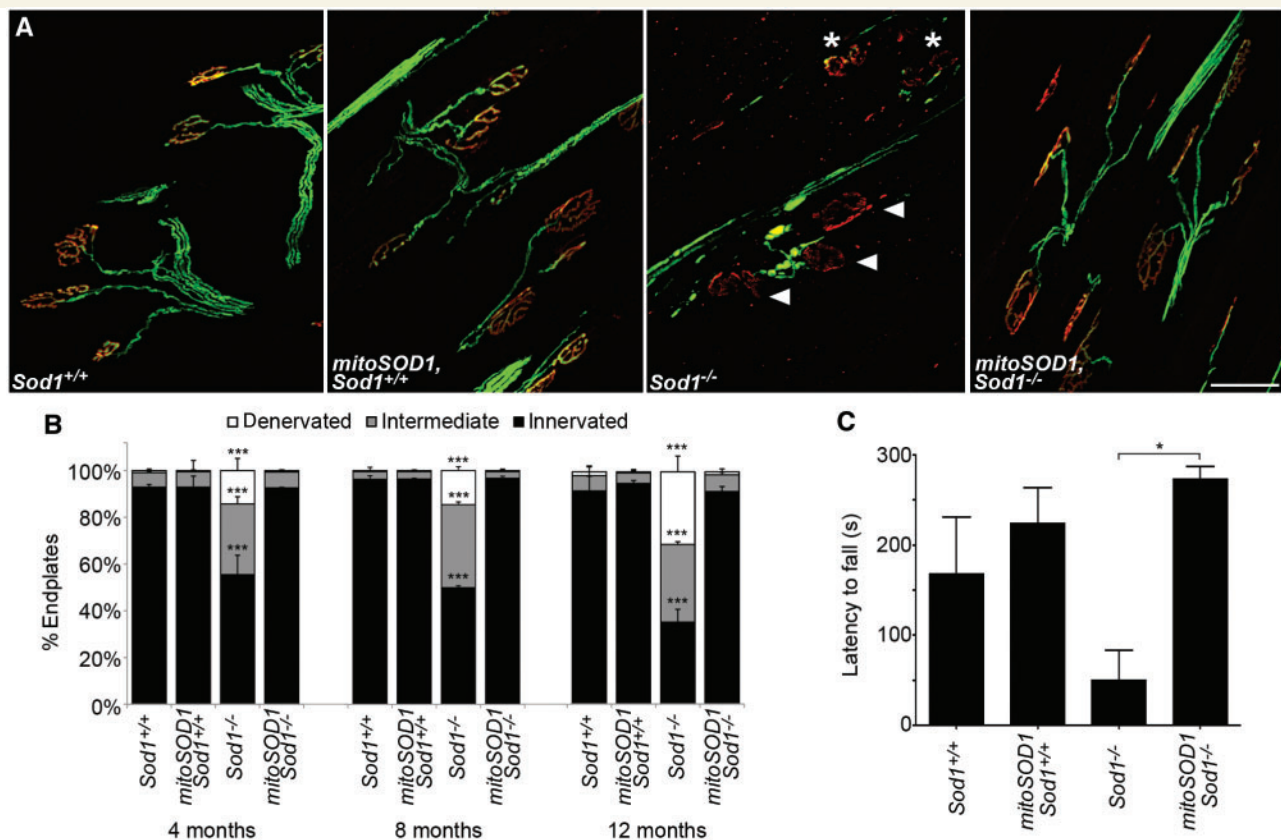 A
* *
Sod1+/+
mitoSOD1,
Sod1+/+
Sod1-/-
mitoSOD1,
Sod1-/-
B
Denervated Intermediate Innervated
% Endplates
100%
80%
60%
40%
20%
0%
***
***
***
***
***
***
***
***
***
Sod1+/+
mitoSOD1
Sod1+/+
Sod1-/-
mitoSOD1
Sod1-/-
Sod1+/+
mitoSOD1
Sod1+/+
Sod1-/-
mitoSOD1
Sod1-/-
Sod1+/+
mitoSOD1
Sod1+/+
Sod1-/-
mitoSOD1
Sod1-/-
4 months 8 months 12 months
C
Latency to fall (s)
300
200
100
0
*
Sod1+/+
mitoSOD1
Sod1+/+
Sod1-/-
mitoSOD1
Sod1-/-